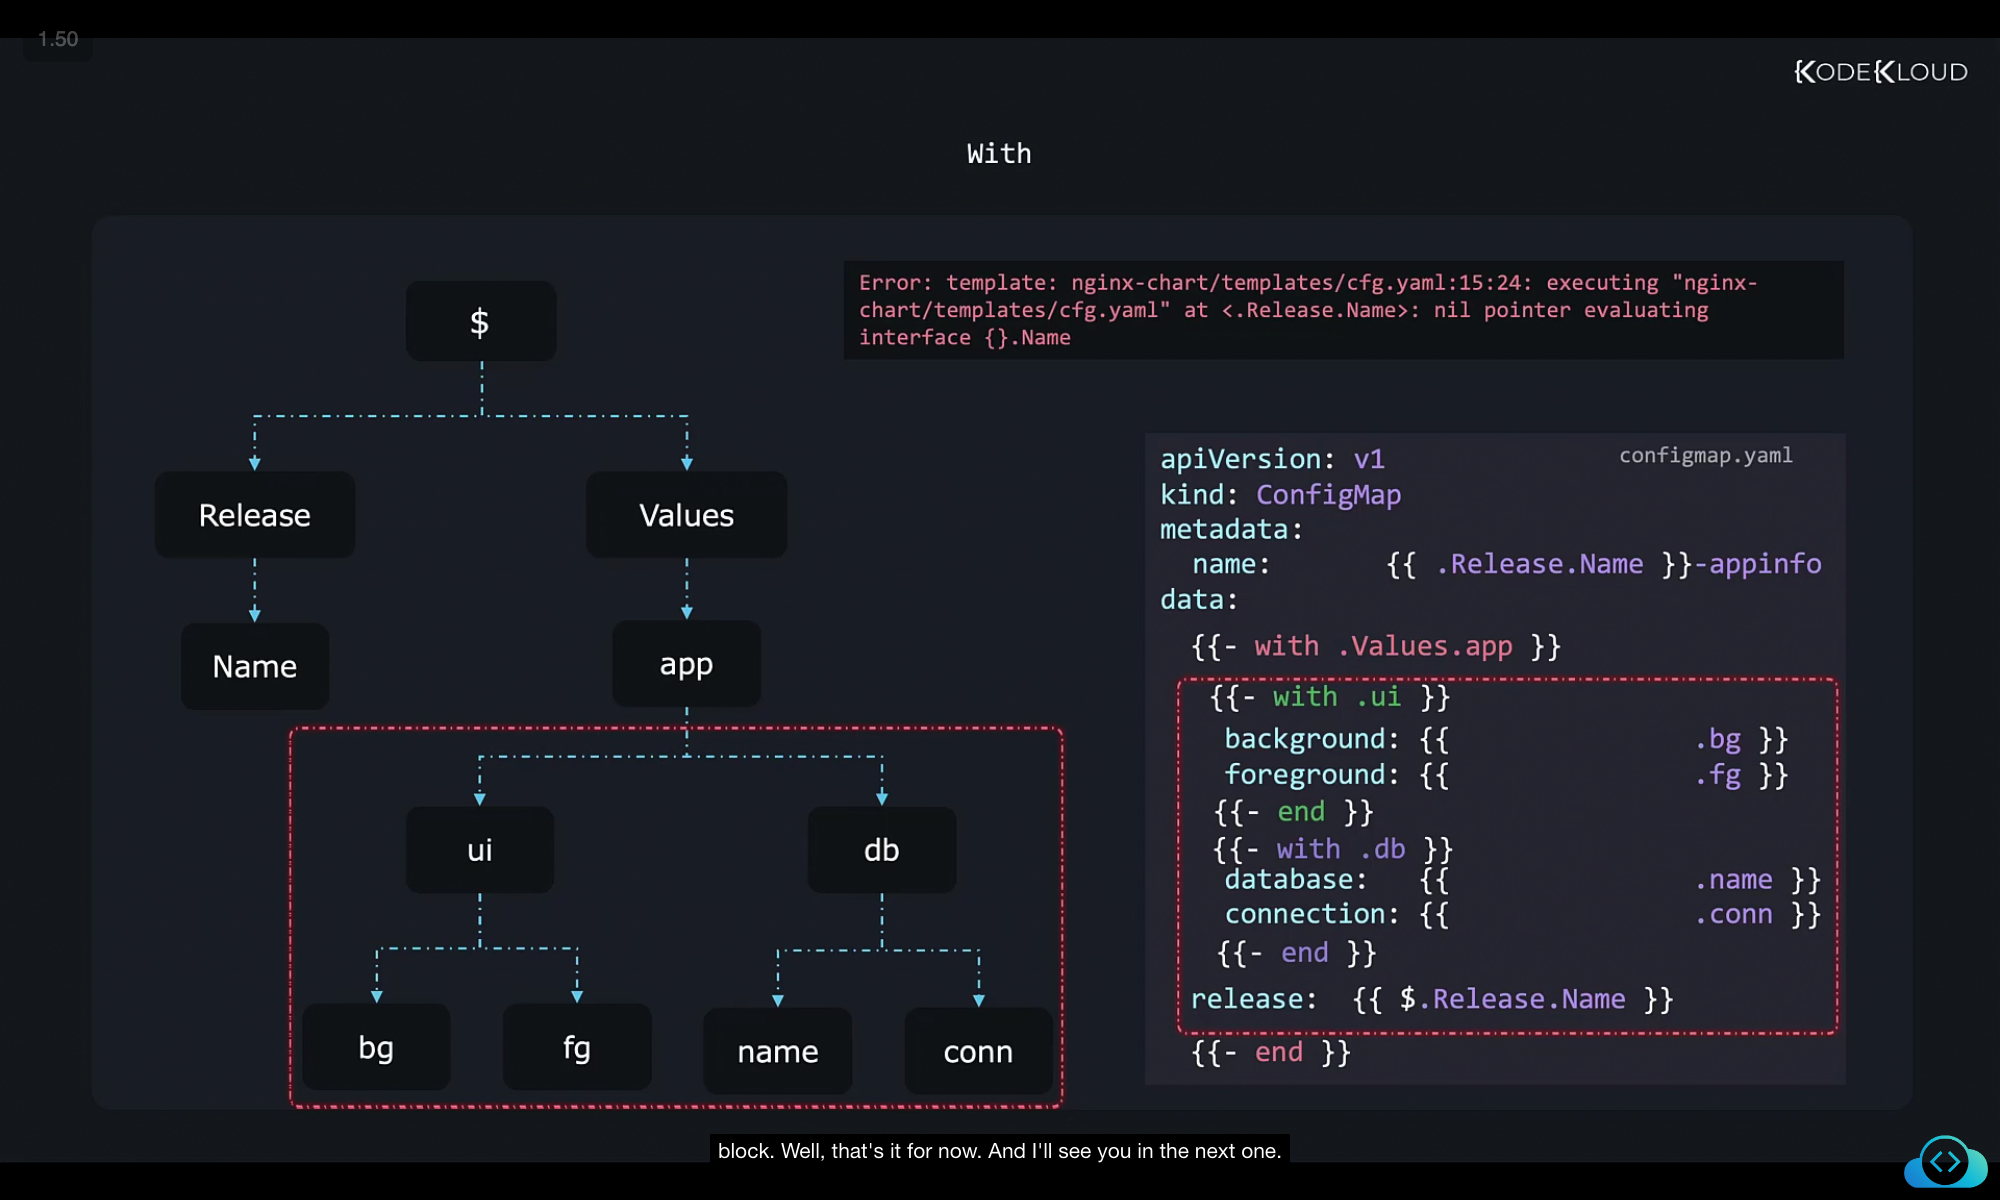 1.50
KODEKLOUD
With
$
Release
Values
Name
app
ui
db
bg
fg
name
conn
Error: template: nginx-chart/templates/cfg.yaml:15:24: executing "nginx-
chart/templates/cfg.yaml" at <.Release.Name>: nil pointer evaluating
interface {}.Name
configmap.yaml
apiVersion: v1
kind: ConfigMap
metadata:
name: {{ .Release.Name }}-appinfo
data:
{{- with .Values.app }}
{{- with .ui }}
background: {{ .bg }}
foreground: {{ .fg }}
{{- end }}
{{- with .db }}
database: {{ .name }}
connection: {{ .conn }}
{{- end }}
release: {{ $.Release.Name }}
{{- end }}
block. Well, that's it for now. And I'll see you in the next one.